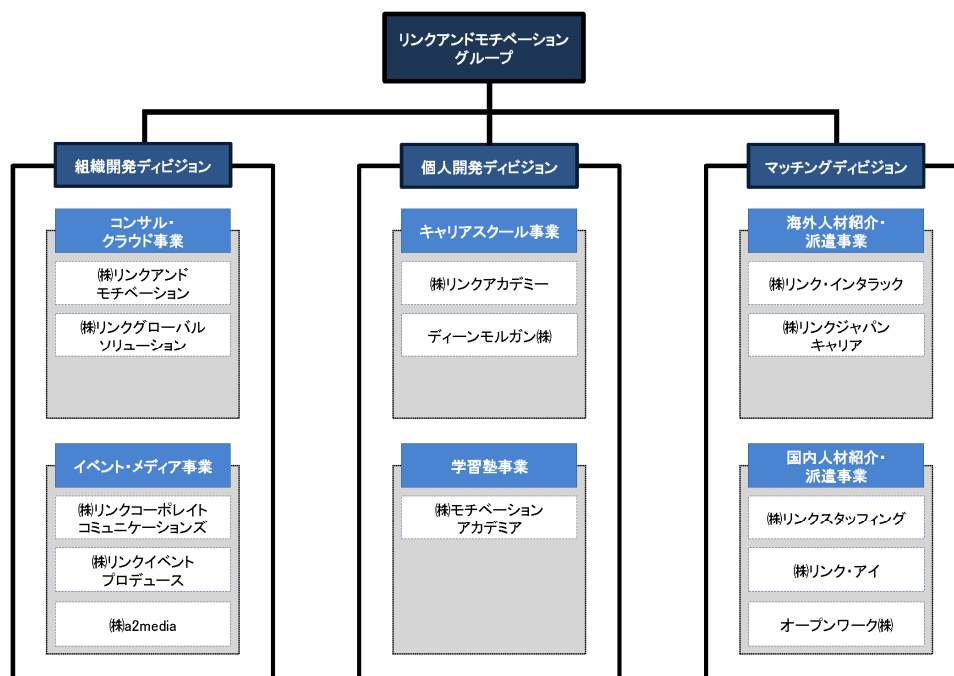 リンクアンドモチベーション
グループ
組織開発ディビジョン
コンサル・
クラウド事業
㈱リンクアンド
モチベーション
㈱リンクグローバル
ソリューション
イベント・メディア事業
㈱リンクコーポレイト
コミュニケーションズ
㈱リンクイベント
プロデュース
㈱a2media
個人開発ディビジョン
キャリアスクール事業
㈱リンクアカデミー
ディーンモルガン㈱
学習塾事業
㈱モチベーション
アカデミア
マッチングディビジョン
海外人材紹介・
派遣事業
㈱リンク・インタラック
㈱リンクジャパン
キャリア
国内人材紹介・
派遣事業
㈱リンクスタッフィング
㈱リンク・アイ
オープンワーク㈱